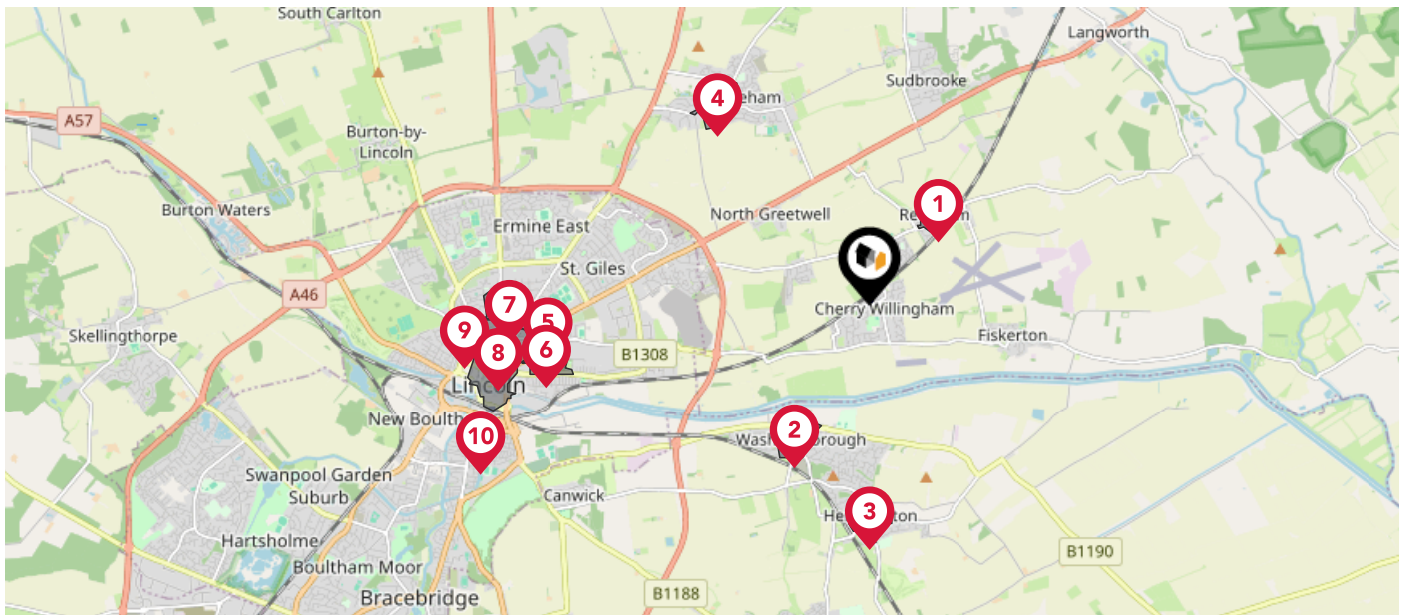 South Carlton
Langworth
Sudbrooke
4
eham
A57
Burton-by-
Lincoln
1
Burton Waters
North Greetwell
Ermine East
St. Giles
A46
7
Cherry Willingham
5
9
Skellingthorpe
Fiskerton
6
8
B1308
Lincoln
New Boulth
10
2
Swanpool Garden
Suburb
Canwick
3
Hartsholme
B1190
Boultham Moor
B1188
Bracebridge